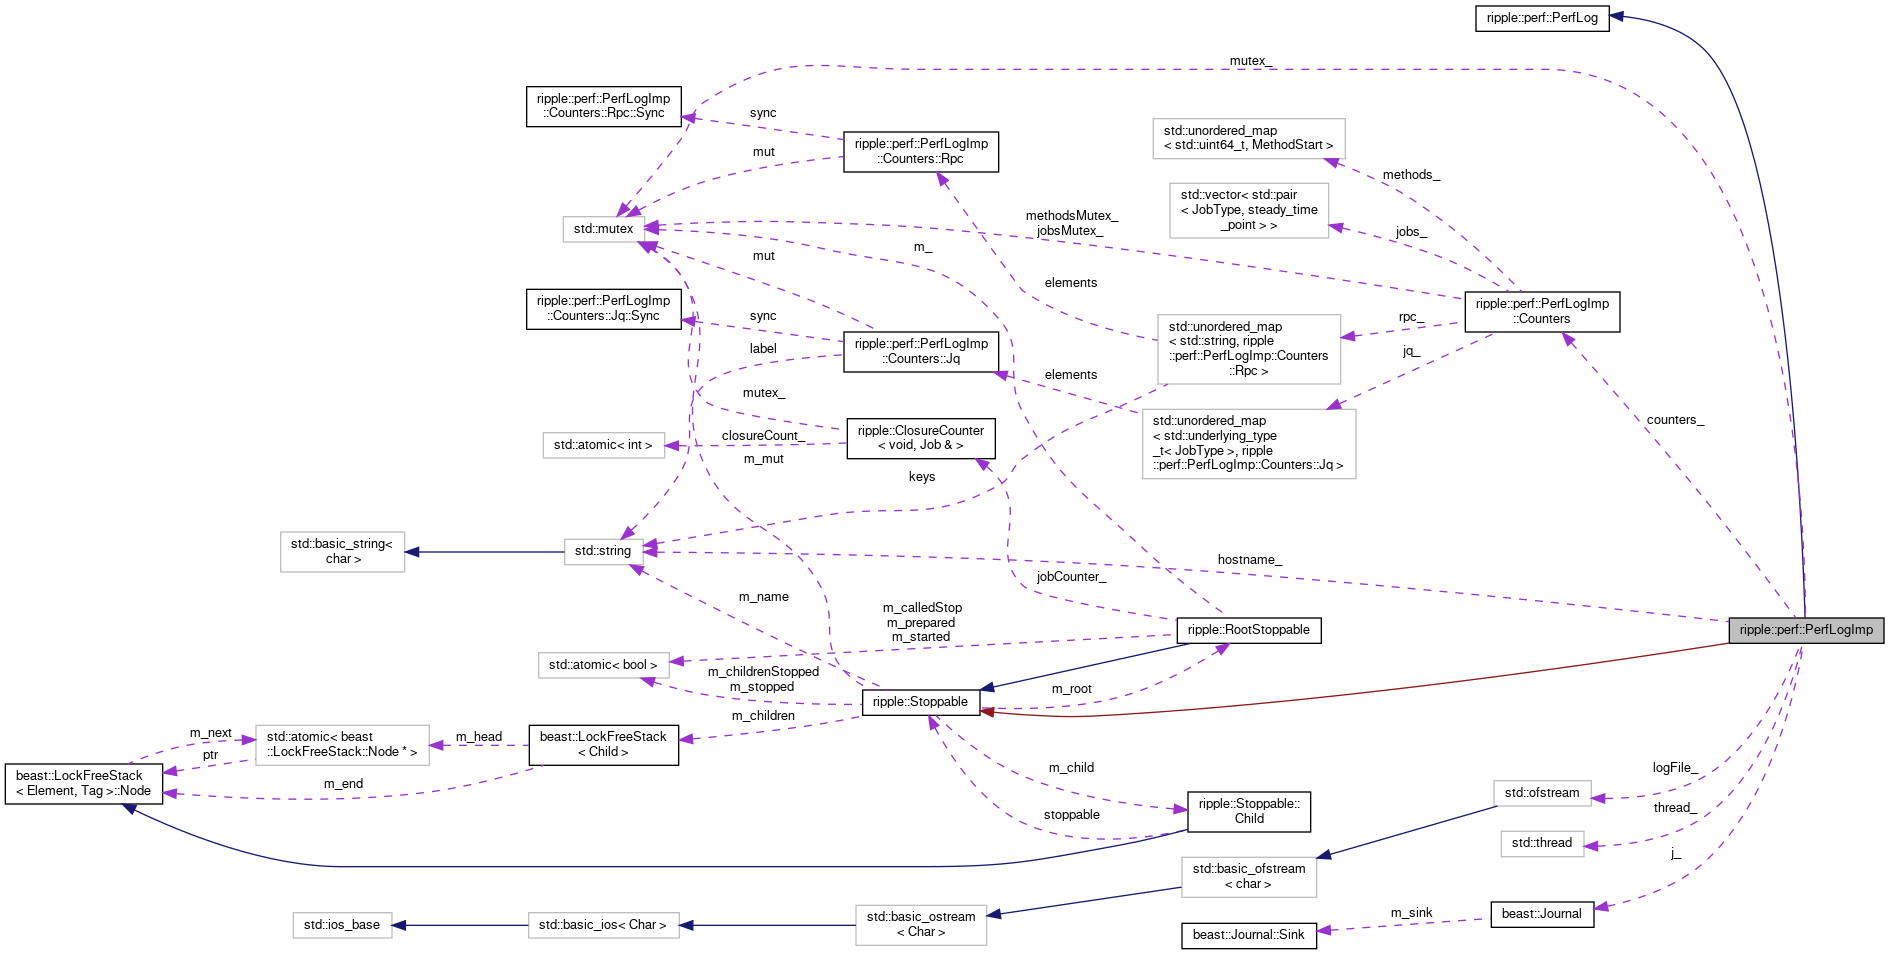 ripple::perf::PerfLog
mutex_
ripple::perf::PerfLogImp
::Counters::Rpc::Sync
sync
ripple::perf::PerfLogImp
::Counters::Rpc
mut
std::unordered_map
< std::uint64_t, MethodStart >
methods_
std::vector< std::pair
< JobType, steady_time
_point > >
jobs_
std::mutex
methodsMutex_
jobsMutex_
m_
mut
elements
ripple::perf::PerfLogImp
::Counters::Jq::Sync
sync
ripple::perf::PerfLogImp
::Counters
rpc_
std::unordered_map
< std::string, ripple
::perf::PerfLogImp::Counters
::Rpc >
ripple::perf::PerfLogImp
::Counters::Jq
label
jq_
elements
mutex_
std::unordered_map
< std::underlying_type
_t< JobType >, ripple
::perf::PerfLogImp::Counters::Jq >
counters_
ripple::ClosureCounter
< void, Job & >
std::atomic< int >
closureCount_
m_mut
keys
std::basic_string<
char >
std::string
hostname_
jobCounter_
m_name
m_calledStop
m_prepared
m_started
ripple::RootStoppable
ripple::perf::PerfLogImp
std::atomic< bool >
m_childrenStopped
m_stopped
m_root
ripple::Stoppable
m_children
m_next
ptr
std::atomic< beast
::LockFreeStack::Node * >
m_head
beast::LockFreeStack
< Child >
beast::LockFreeStack
< Element, Tag >::Node
m_end
m_child
stoppable
ripple::Stoppable::
Child
logFile_
std::ofstream
thread_
std::thread
j_
std::basic_ofstream
< char >
std::ios_base
std::basic_ios< Char >
std::basic_ostream
< Char >
m_sink
beast::Journal
beast::Journal::Sink